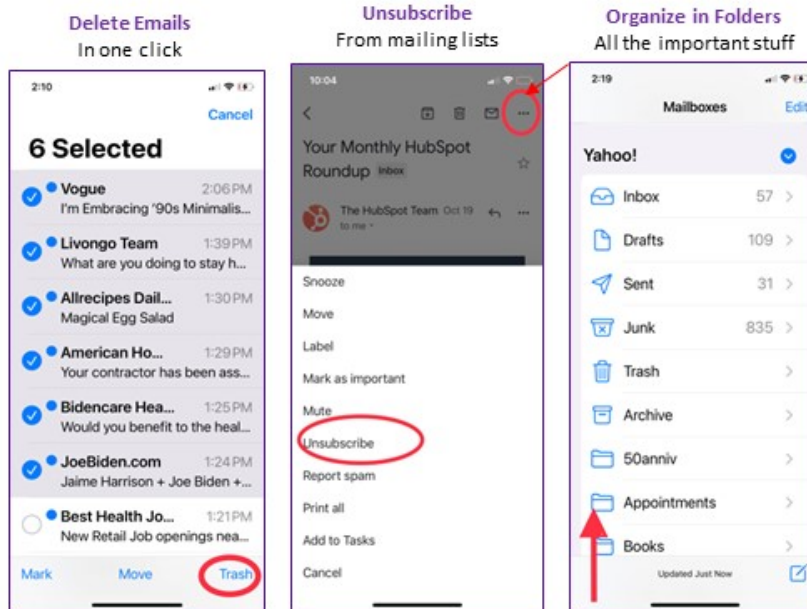 Delete Emails
In one click
2:10
Cancel
6 Selected
Vogue 2:06 PM
I'm Embracing '90s Minimalis...
Livongo Team 1:39 PM
What are you doing to stay h...
Allrecipes Dail... 1:30 PM
Magical Egg Salad
American Ho... 1:29 PM
Your contractor has been ass...
Bidencare Hea... 1:25 PM
Would you benefit to the heal...
JoeBiden.com 1:24 PM
Jaime Harrison + Joe Biden +...
Best Health Jo... 1:21 PM
New Retail Job openings nea...
Mark Move Trash
Unsubscribe
From mailing lists
10:04
Your Monthly HubSpot
Roundup Inbox
The HubSpot Team Oct 19
to me
Snooze
Move
Label
Mark as important
Mute
Unsubscribe
Report spam
Print all
Add to Tasks
Cancel
Organize in Folders
All the important stuff
2:19
Mailboxes Edit
Yahoo!
Inbox 57
Drafts 109
Sent 31
Junk 835
Trash
Archive
50anniv
Appointments
Books
Updated Just Now